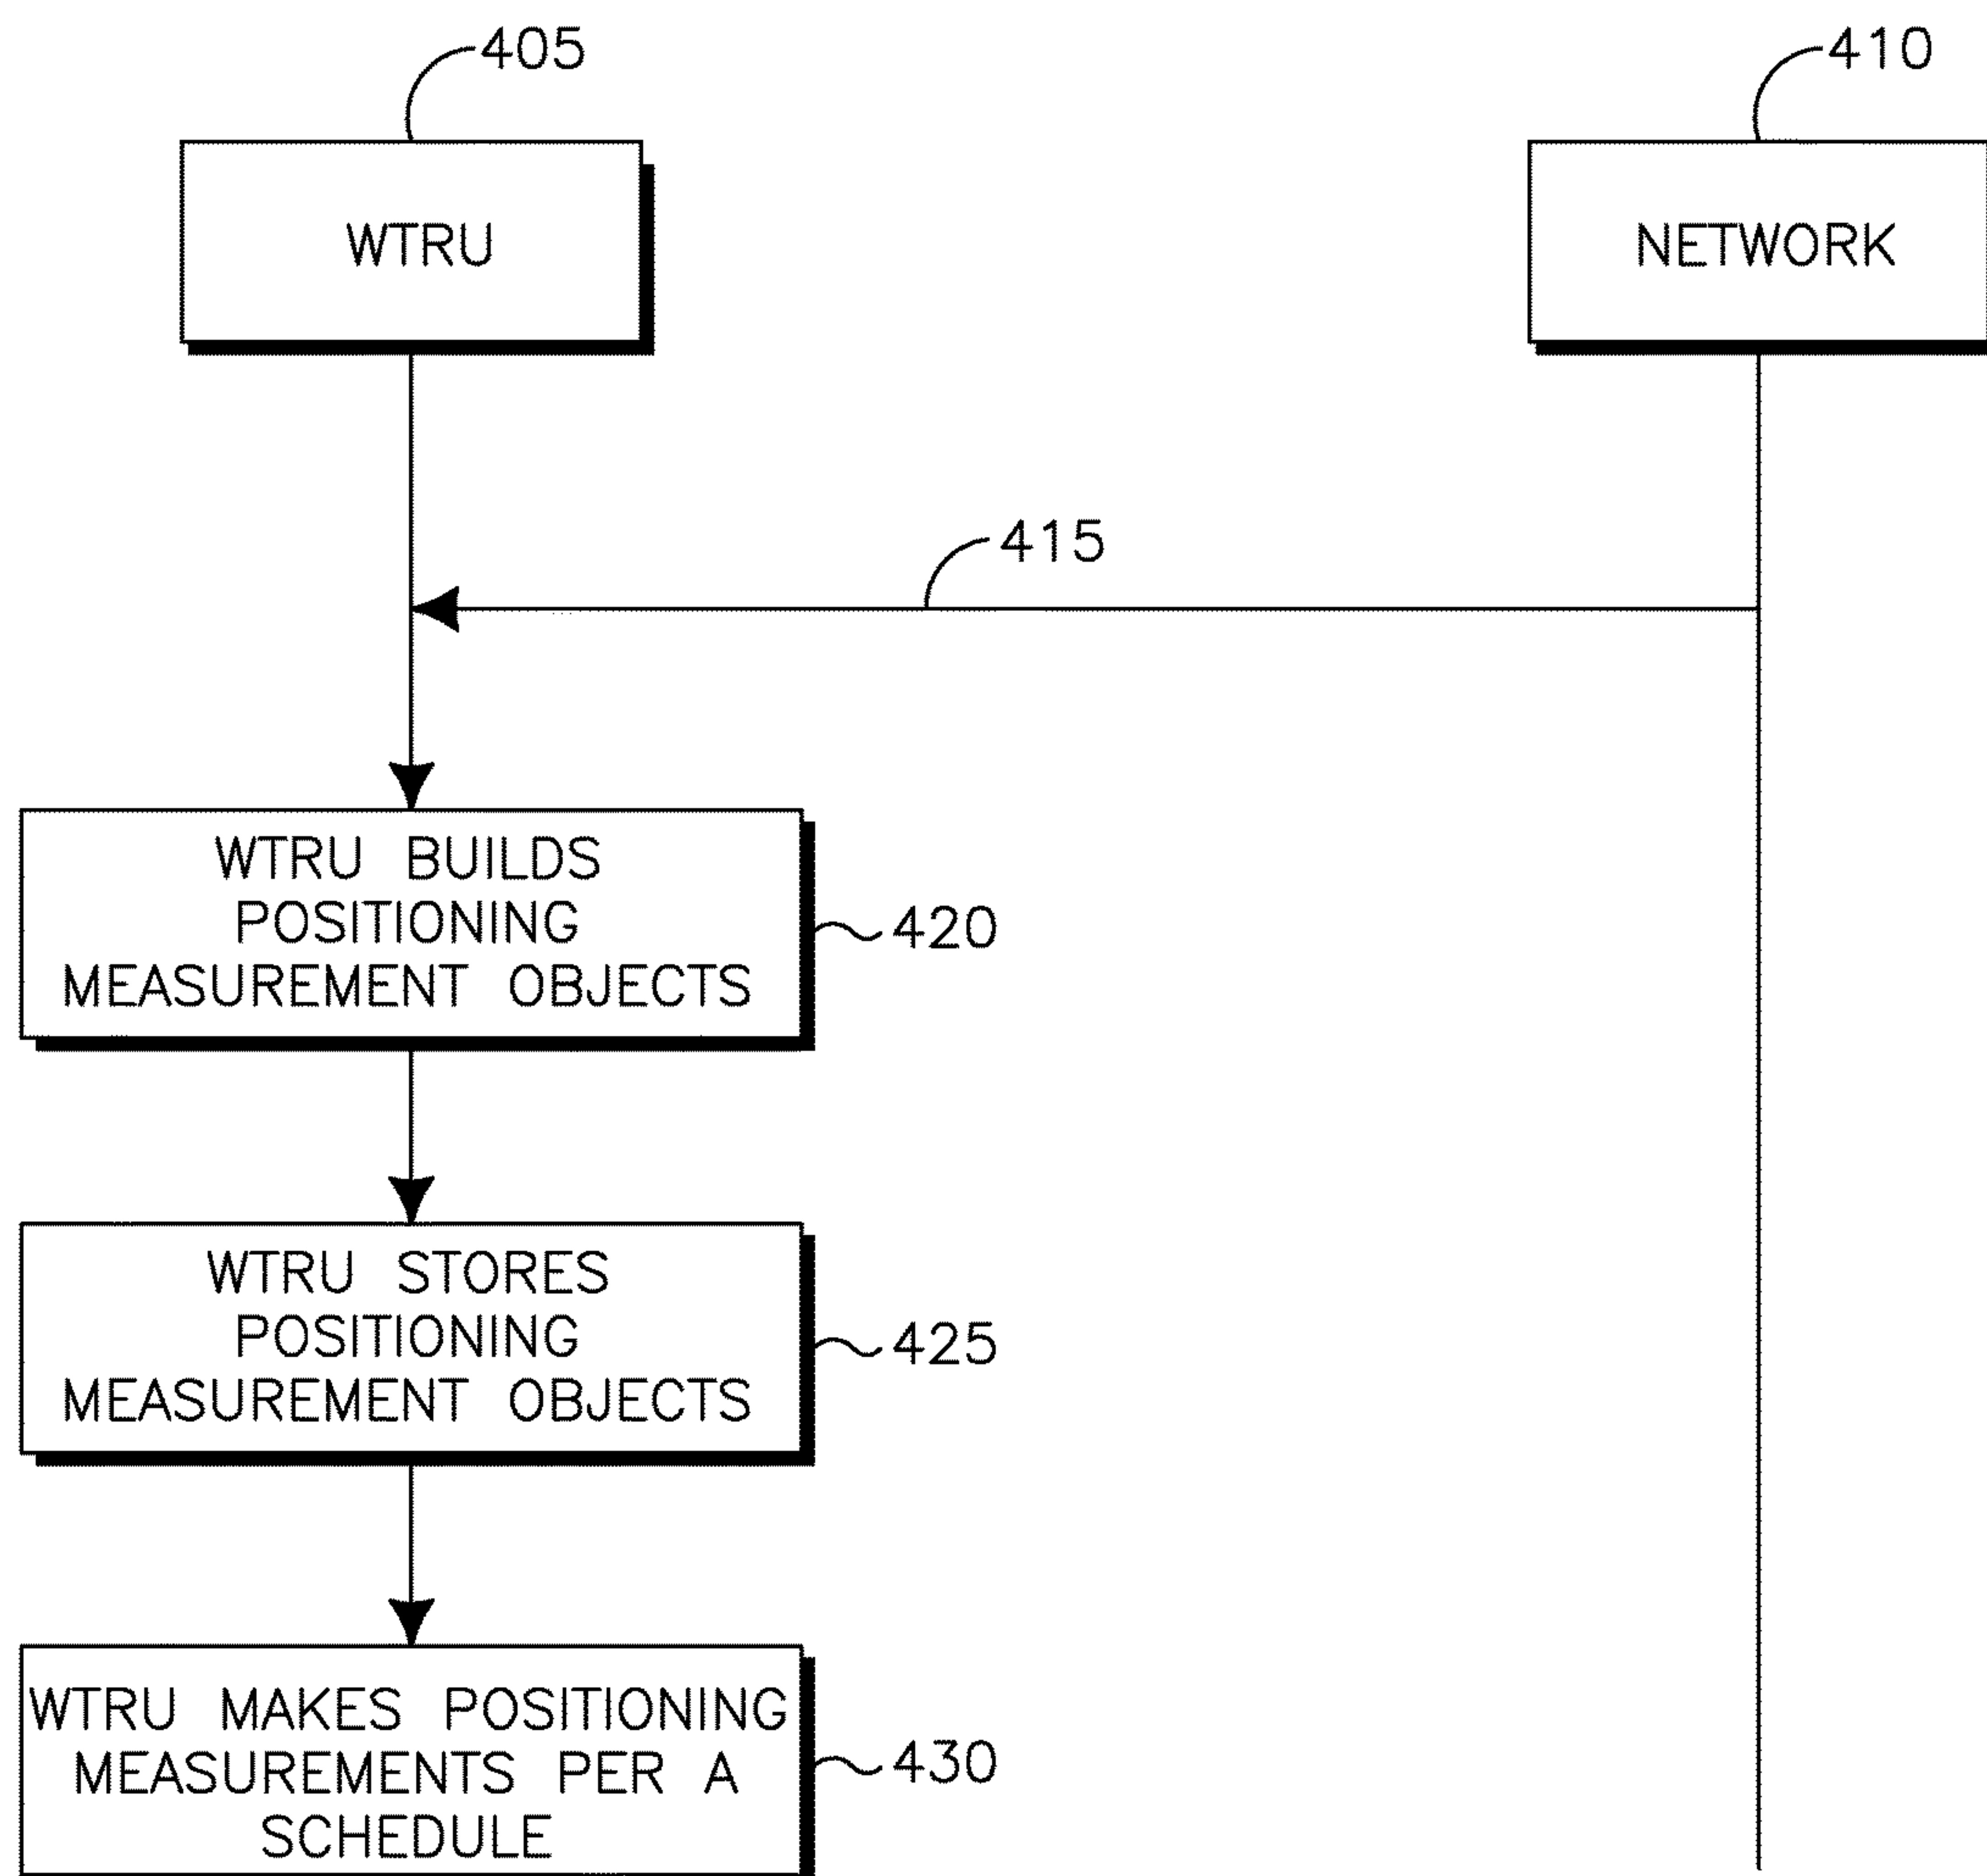 405
410
WTRU
NETWORK
415
WTRU BUILDS
POSITIONING
MEASUREMENT OBJECTS
420
WTRU STORES
POSITIONING
MEASUREMENT OBJECTS
425
WTRU MAKES POSITIONING
MEASUREMENTS PER A
SCHEDULE
430